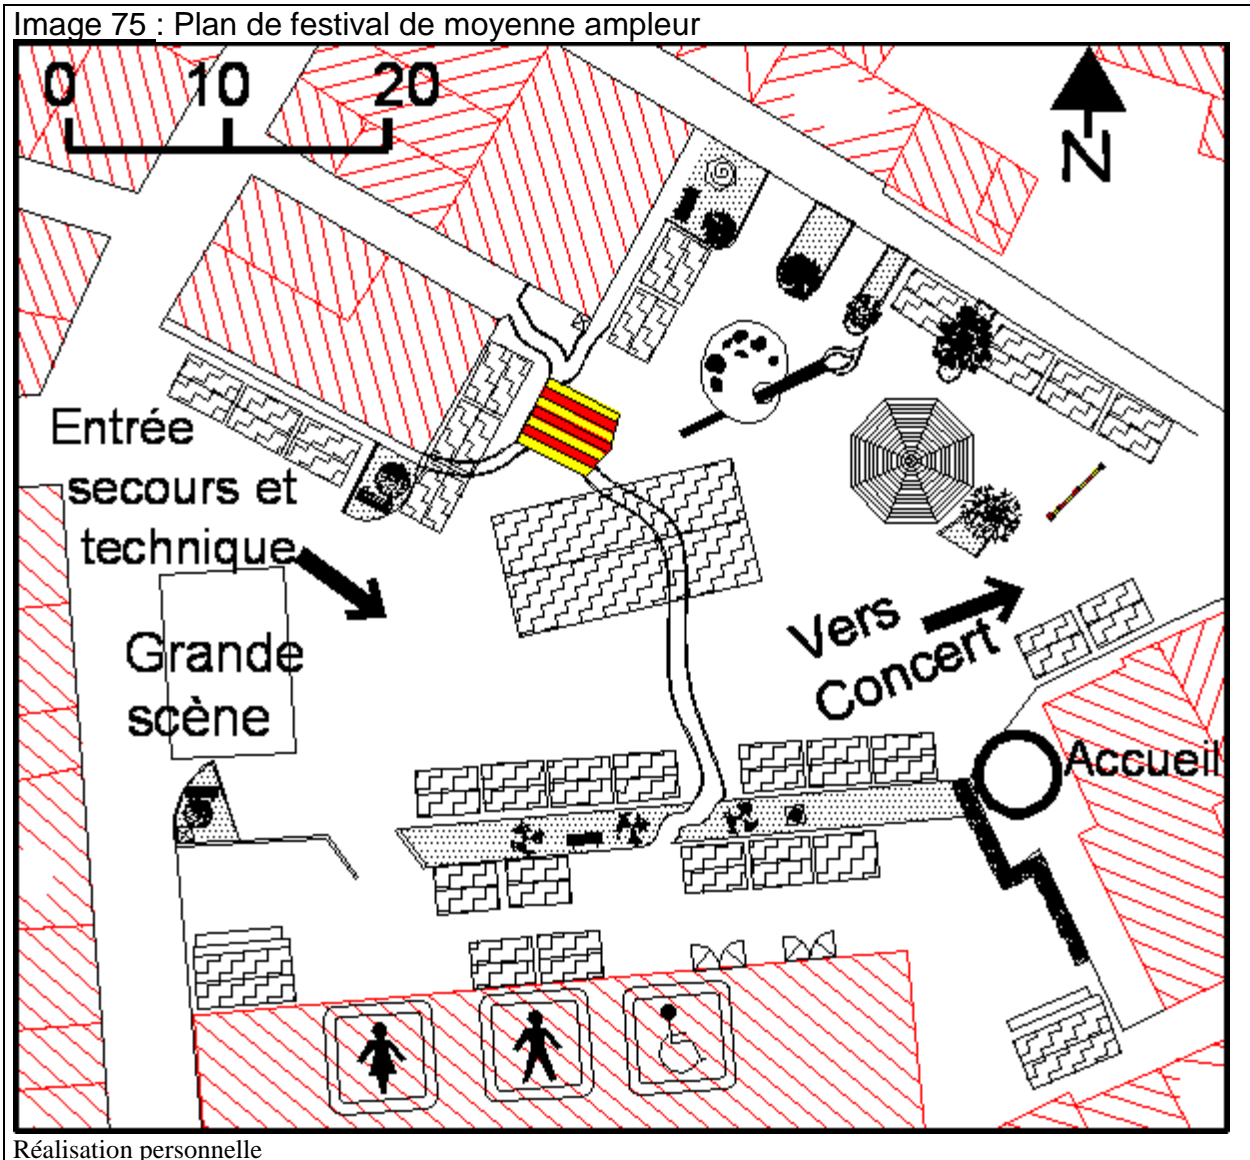 Image 75 : Plan de festival de moyenne ampleur
0 10 20
N
Entrée
secours et
technique
Grande
scène
Vers
Concert
Accueil
Réalisation personnelle